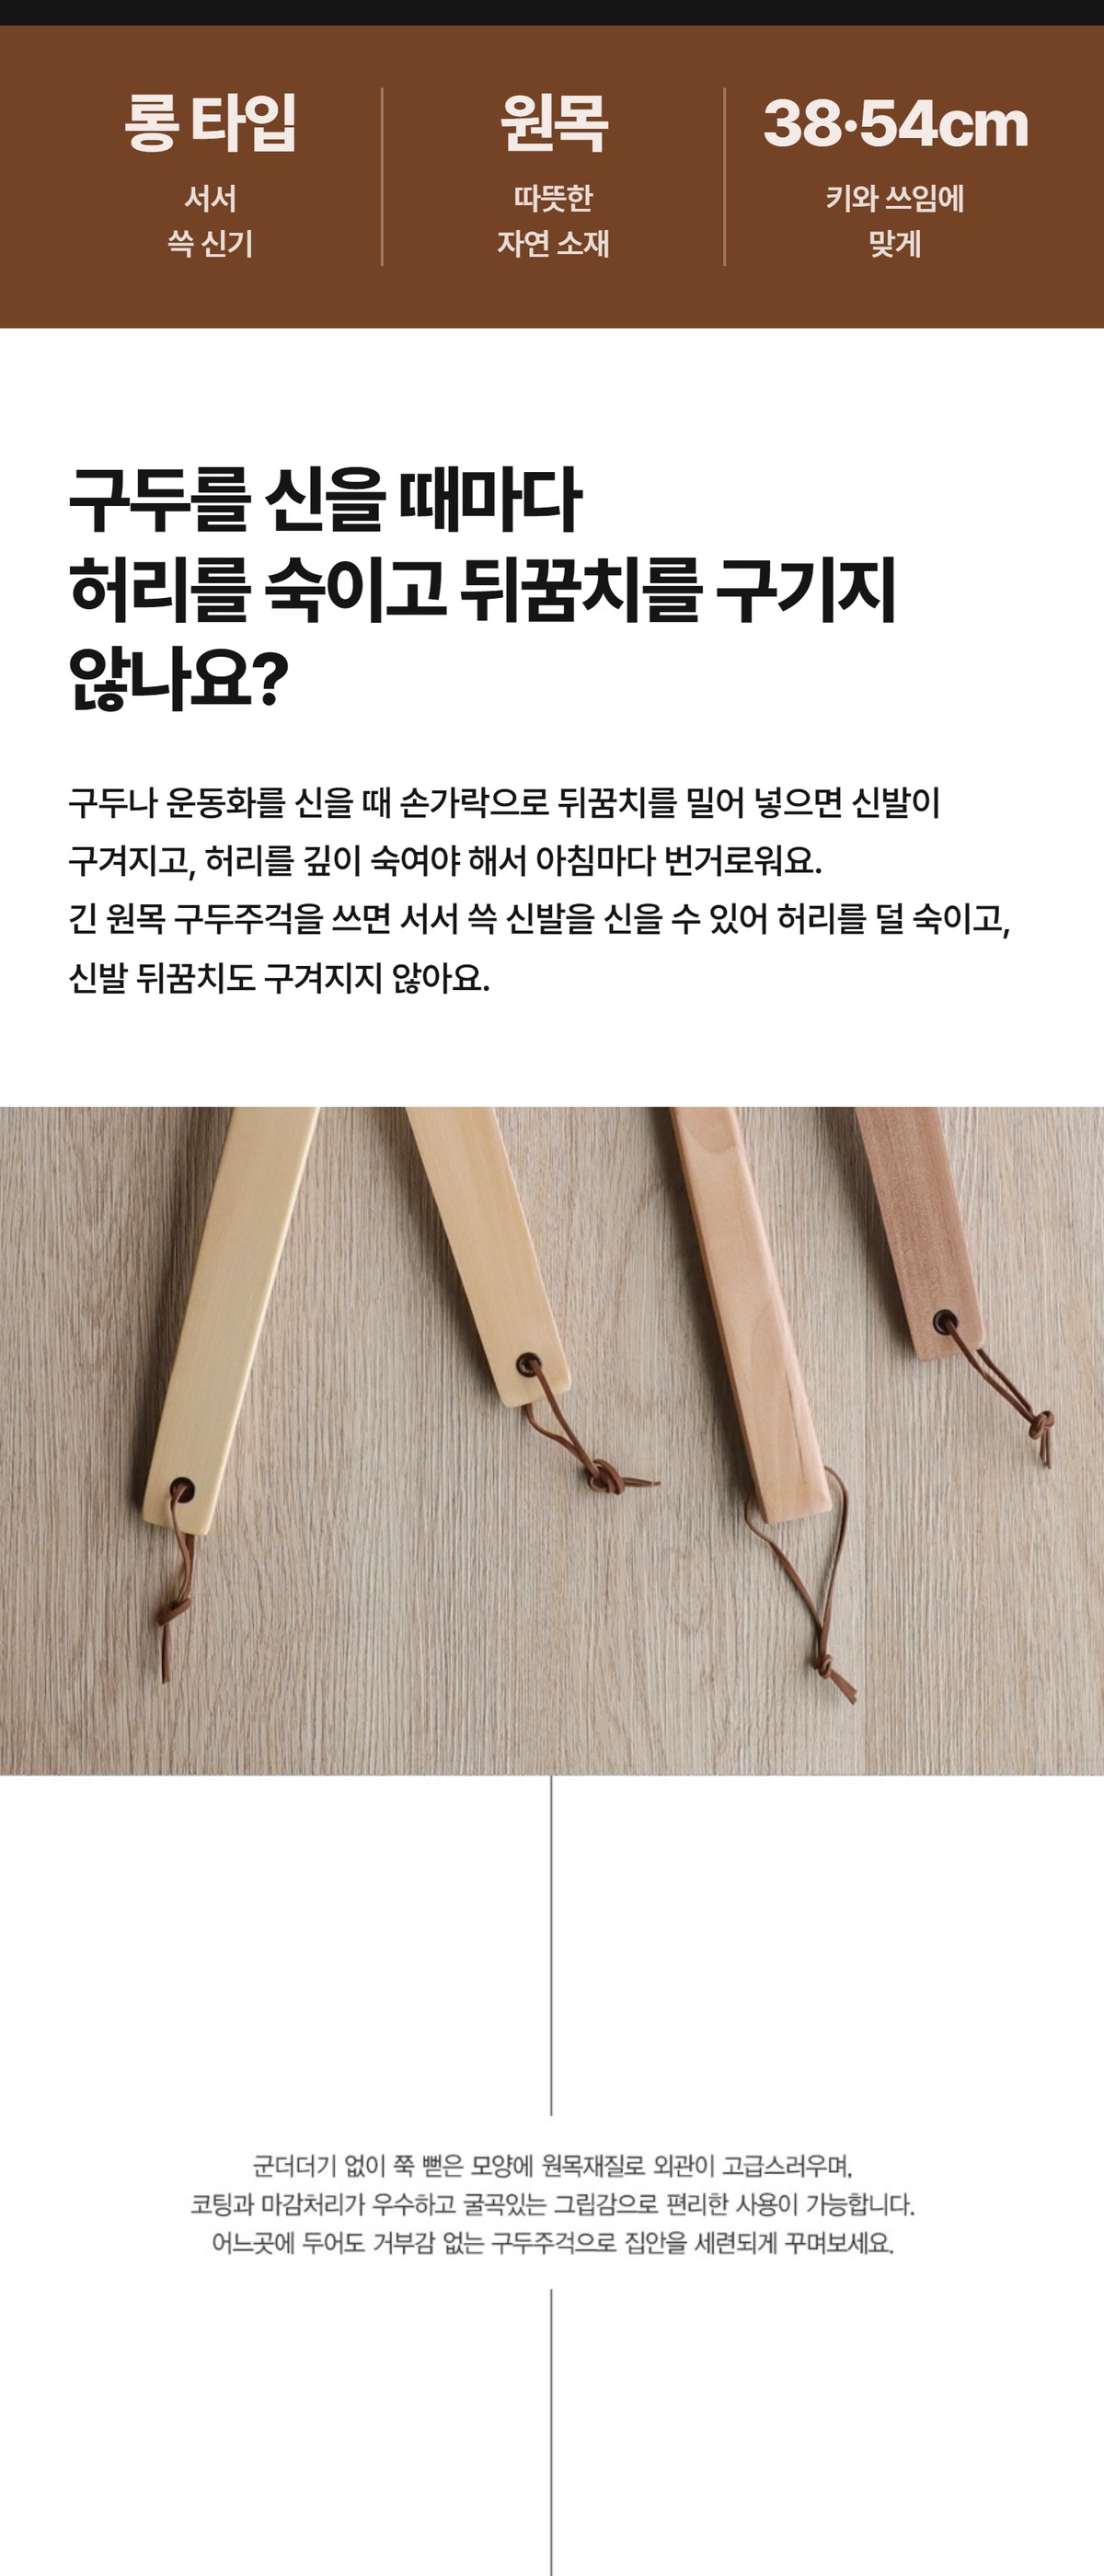 롱 타입
서서
쓱 신기
원목
따뜻한
자연 소재
38·54cm
키와 쓰임에
맞게
구두를 신을 때마다
허리를 숙이고 뒤꿈치를 구기지
않나요?
구두나 운동화를 신을 때 손가락으로 뒤꿈치를 밀어 넣으면 신발이
구겨지고, 허리를 깊이 숙여야 해서 아침마다 번거로워요.
긴 원목 구두주걱을 쓰면 서서 쓱 신발을 신을 수 있어 허리를 덜 숙이고,
신발 뒤꿈치도 구겨지지 않아요.
군더더기 없이 쭉 뻗은 모양에 원목재질로 외관이 고급스러우며,
코팅과 마감처리가 우수하고 굴곡있는 그립감으로 편리한 사용이 가능합니다.
어느곳에 두어도 거부감 없는 구두주걱으로 집안을 세련되게 꾸며보세요.